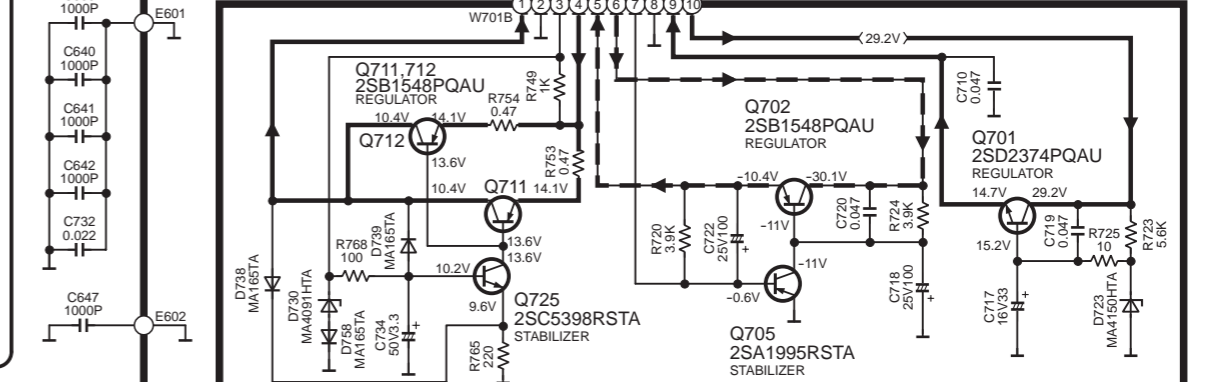 1000P
E601
C640
1000P
C641
1000P
C642
1000P
C732
0.022
C647
1000P
E602
W701B
1 2 3 4 5 6 7 8 9 10
29.2V
Q711,712
2SB1548PQAU
REGULATOR
R749
1K
R754
0.47
10.4V
14.1V
Q712
13.6V
R753
0.47
10.4V
Q711
14.1V
13.6V
13.6V
D739
MA165TA
R768
100
10.2V
9.6V
Q725
2SC5398RSTA
STABILIZER
D738
MA165TA
D730
MA4091HTA
D758
MA165TA
C734
50V3.3
+
R765
220
Q702
2SB1548PQAU
REGULATOR
–10.4V
–30.1V
–11V
R720
3.9K
C722
25V100
+
C720
0.047
R724
3.9K
–11V
–0.6V
C718
25V100
+
Q705
2SA1995RSTA
STABILIZER
C710
0.047
Q701
2SD2374PQAU
REGULATOR
14.7V
29.2V
15.2V
C719
0.047
R725
10
R723
5.6K
C717
16V33
+
D723
MA4150HTA